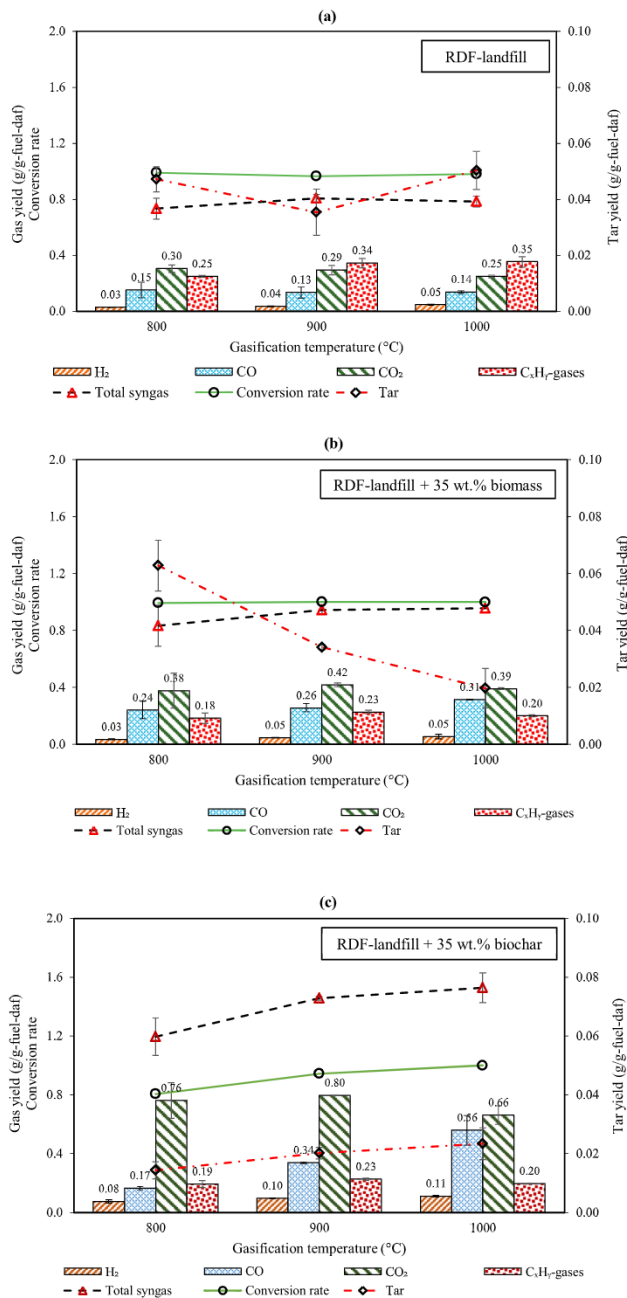 (a)
RDF-landfill
Gas yield (g/g-fuel-daf)
Conversion rate
Tar yield (g/g-fuel-daf)
2.0
1.6
1.2
0.8
0.4
0.0
0.10
0.08
0.06
0.04
0.02
0.00
0.03 0.15 0.30 0.25
0.04 0.13 0.29 0.34
0.05 0.14 0.25 0.35
800 900 1000
Gasification temperature (°C)
H₂ CO CO₂ CₓHᵧ-gases
Total syngas Conversion rate Tar
(b)
RDF-landfill + 35 wt.% biomass
Gas yield (g/g-fuel-daf)
Conversion rate
Tar yield (g/g-fuel-daf)
2.0
1.6
1.2
0.8
0.4
0.0
0.10
0.08
0.06
0.04
0.02
0.00
0.03 0.24 0.38 0.18
0.05 0.26 0.42 0.23
0.05 0.31 0.39 0.20
800 900 1000
Gasification temperature (°C)
H₂ CO CO₂ CₓHᵧ-gases
Total syngas Conversion rate Tar
(c)
RDF-landfill + 35 wt.% biochar
Gas yield (g/g-fuel-daf)
Conversion rate
Tar yield (g/g-fuel-daf)
2.0
1.6
1.2
0.8
0.4
0.0
0.10
0.08
0.06
0.04
0.02
0.00
0.08 0.17 0.76 0.19
0.10 0.34 0.80 0.23
0.11 0.56 0.66 0.20
800 900 1000
Gasification temperature (°C)
H₂ CO CO₂ CₓHᵧ-gases
Total syngas Conversion rate Tar